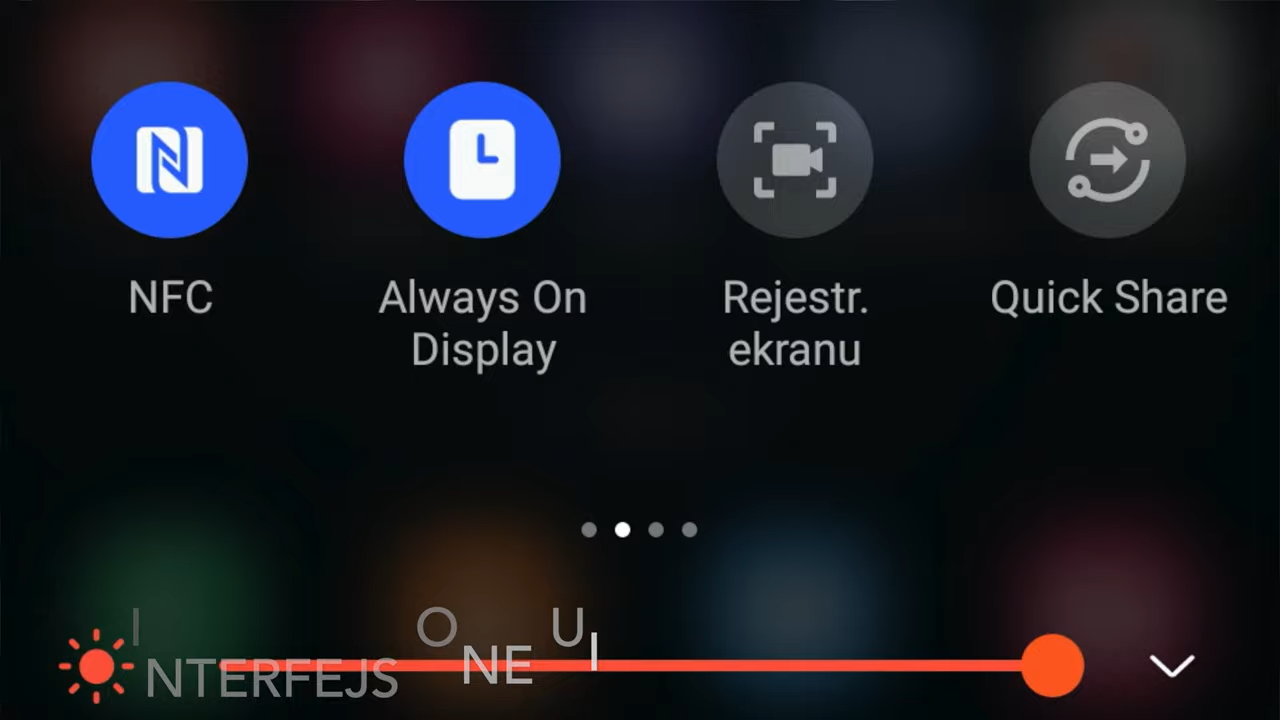 NFC
Always On
Display
Rejestr.
ekranu
Quick Share
INTERFEJS ONE UI